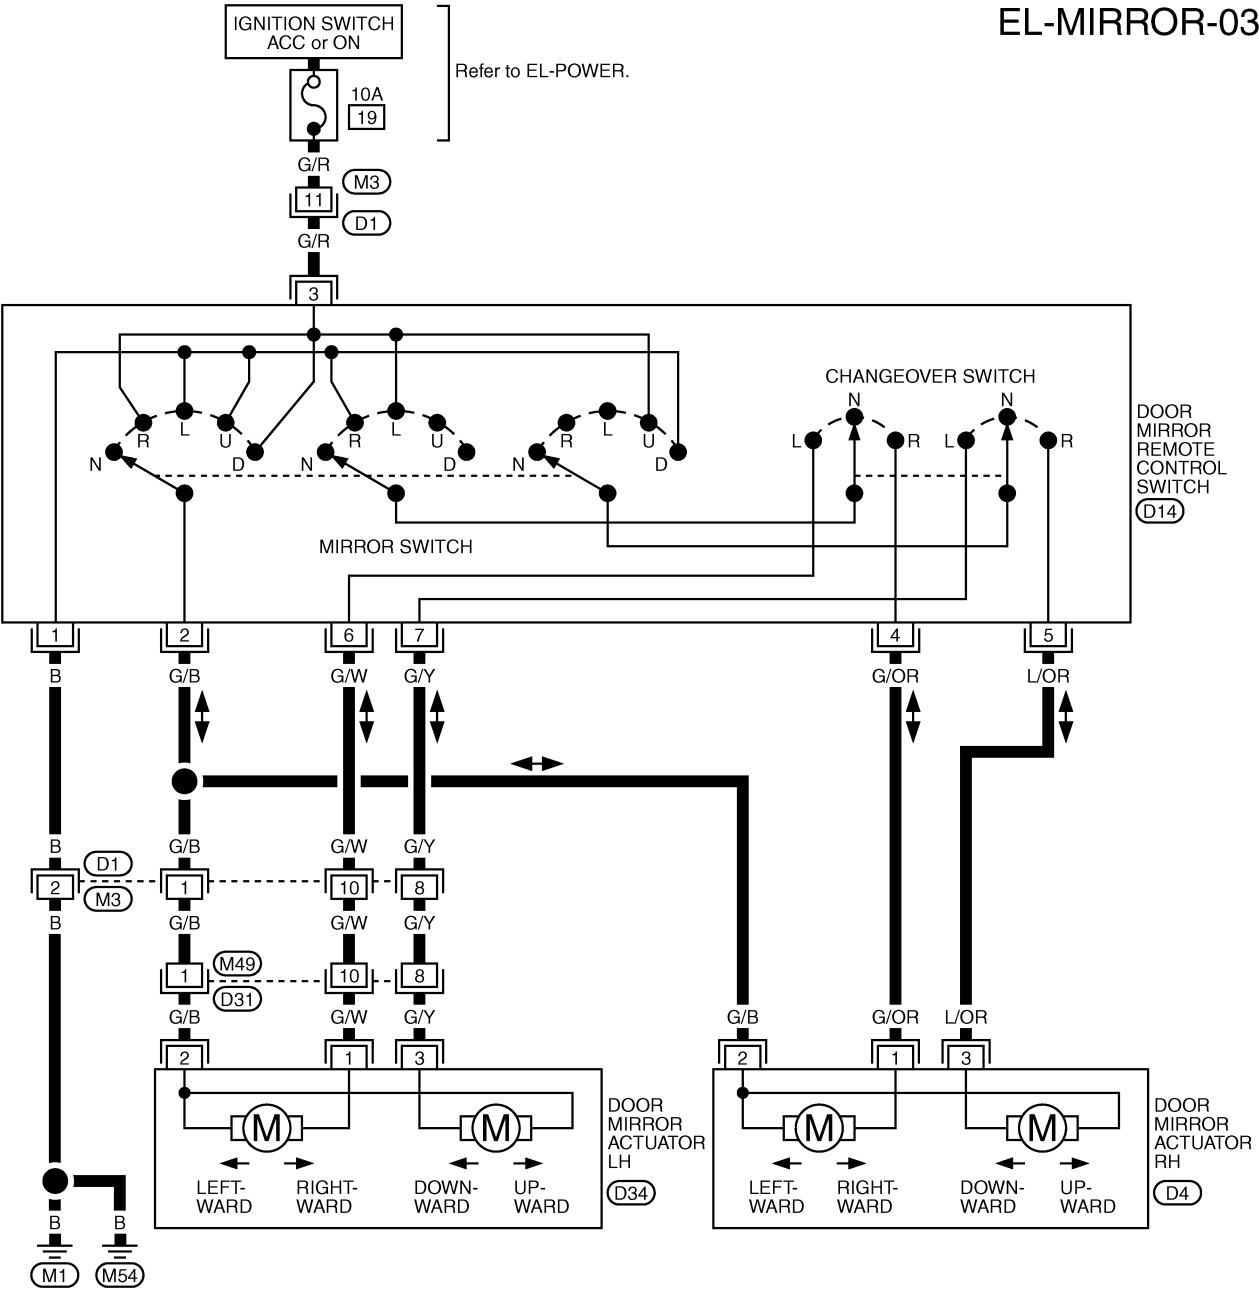 EL-MIRROR-03
IGNITION SWITCH
ACC or ON
Refer to EL-POWER.
10A
19
G/R
M3
11
D1
G/R
3
CHANGEOVER SWITCH
N N
L R L R
R L U
N D
R L U
N D
R L U
N D
MIRROR SWITCH
DOOR
MIRROR
REMOTE
CONTROL
SWITCH
D14
1 2 6 7 4 5
B G/B G/W G/Y G/OR L/OR
B G/B G/W G/Y
D1
2 1 10 8
M3
B G/B G/W G/Y
M49
1 10 8
D31
G/B G/W G/Y G/B G/OR L/OR
2 1 3 2 1 3
M M M M
DOOR
MIRROR
ACTUATOR
LH
D34
DOOR
MIRROR
ACTUATOR
RH
D4
LEFT- RIGHT- DOWN- UP- LEFT- RIGHT- DOWN- UP-
WARD WARD WARD WARD WARD WARD WARD WARD
B B
M1 M54